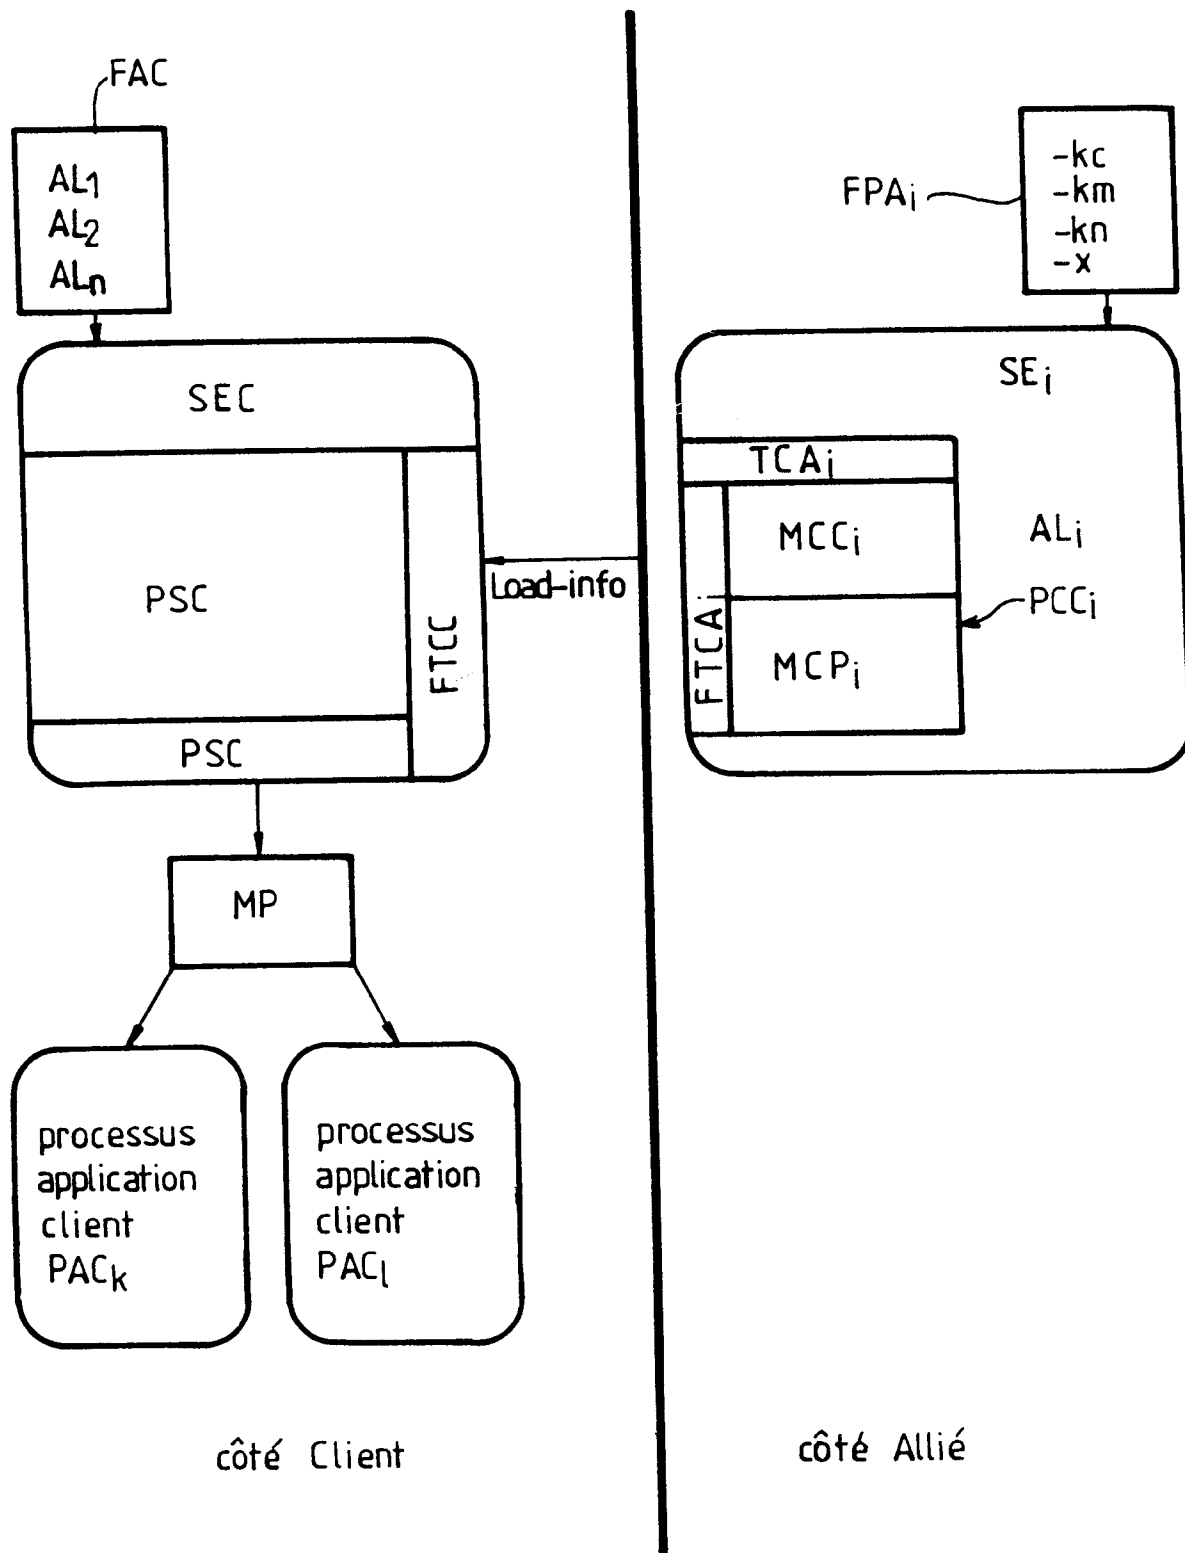 FAC
AL1
AL2
ALn
SEC
PSC
FTCC
PSC
Load-info
MP
processus
application
client
PACk
processus
application
client
PACl
côté Client
FPAi
-kc
-km
-kn
-x
SEi
TCAi
MCCi
ALi
FTCAi
PCCi
MCPi
côté Allié